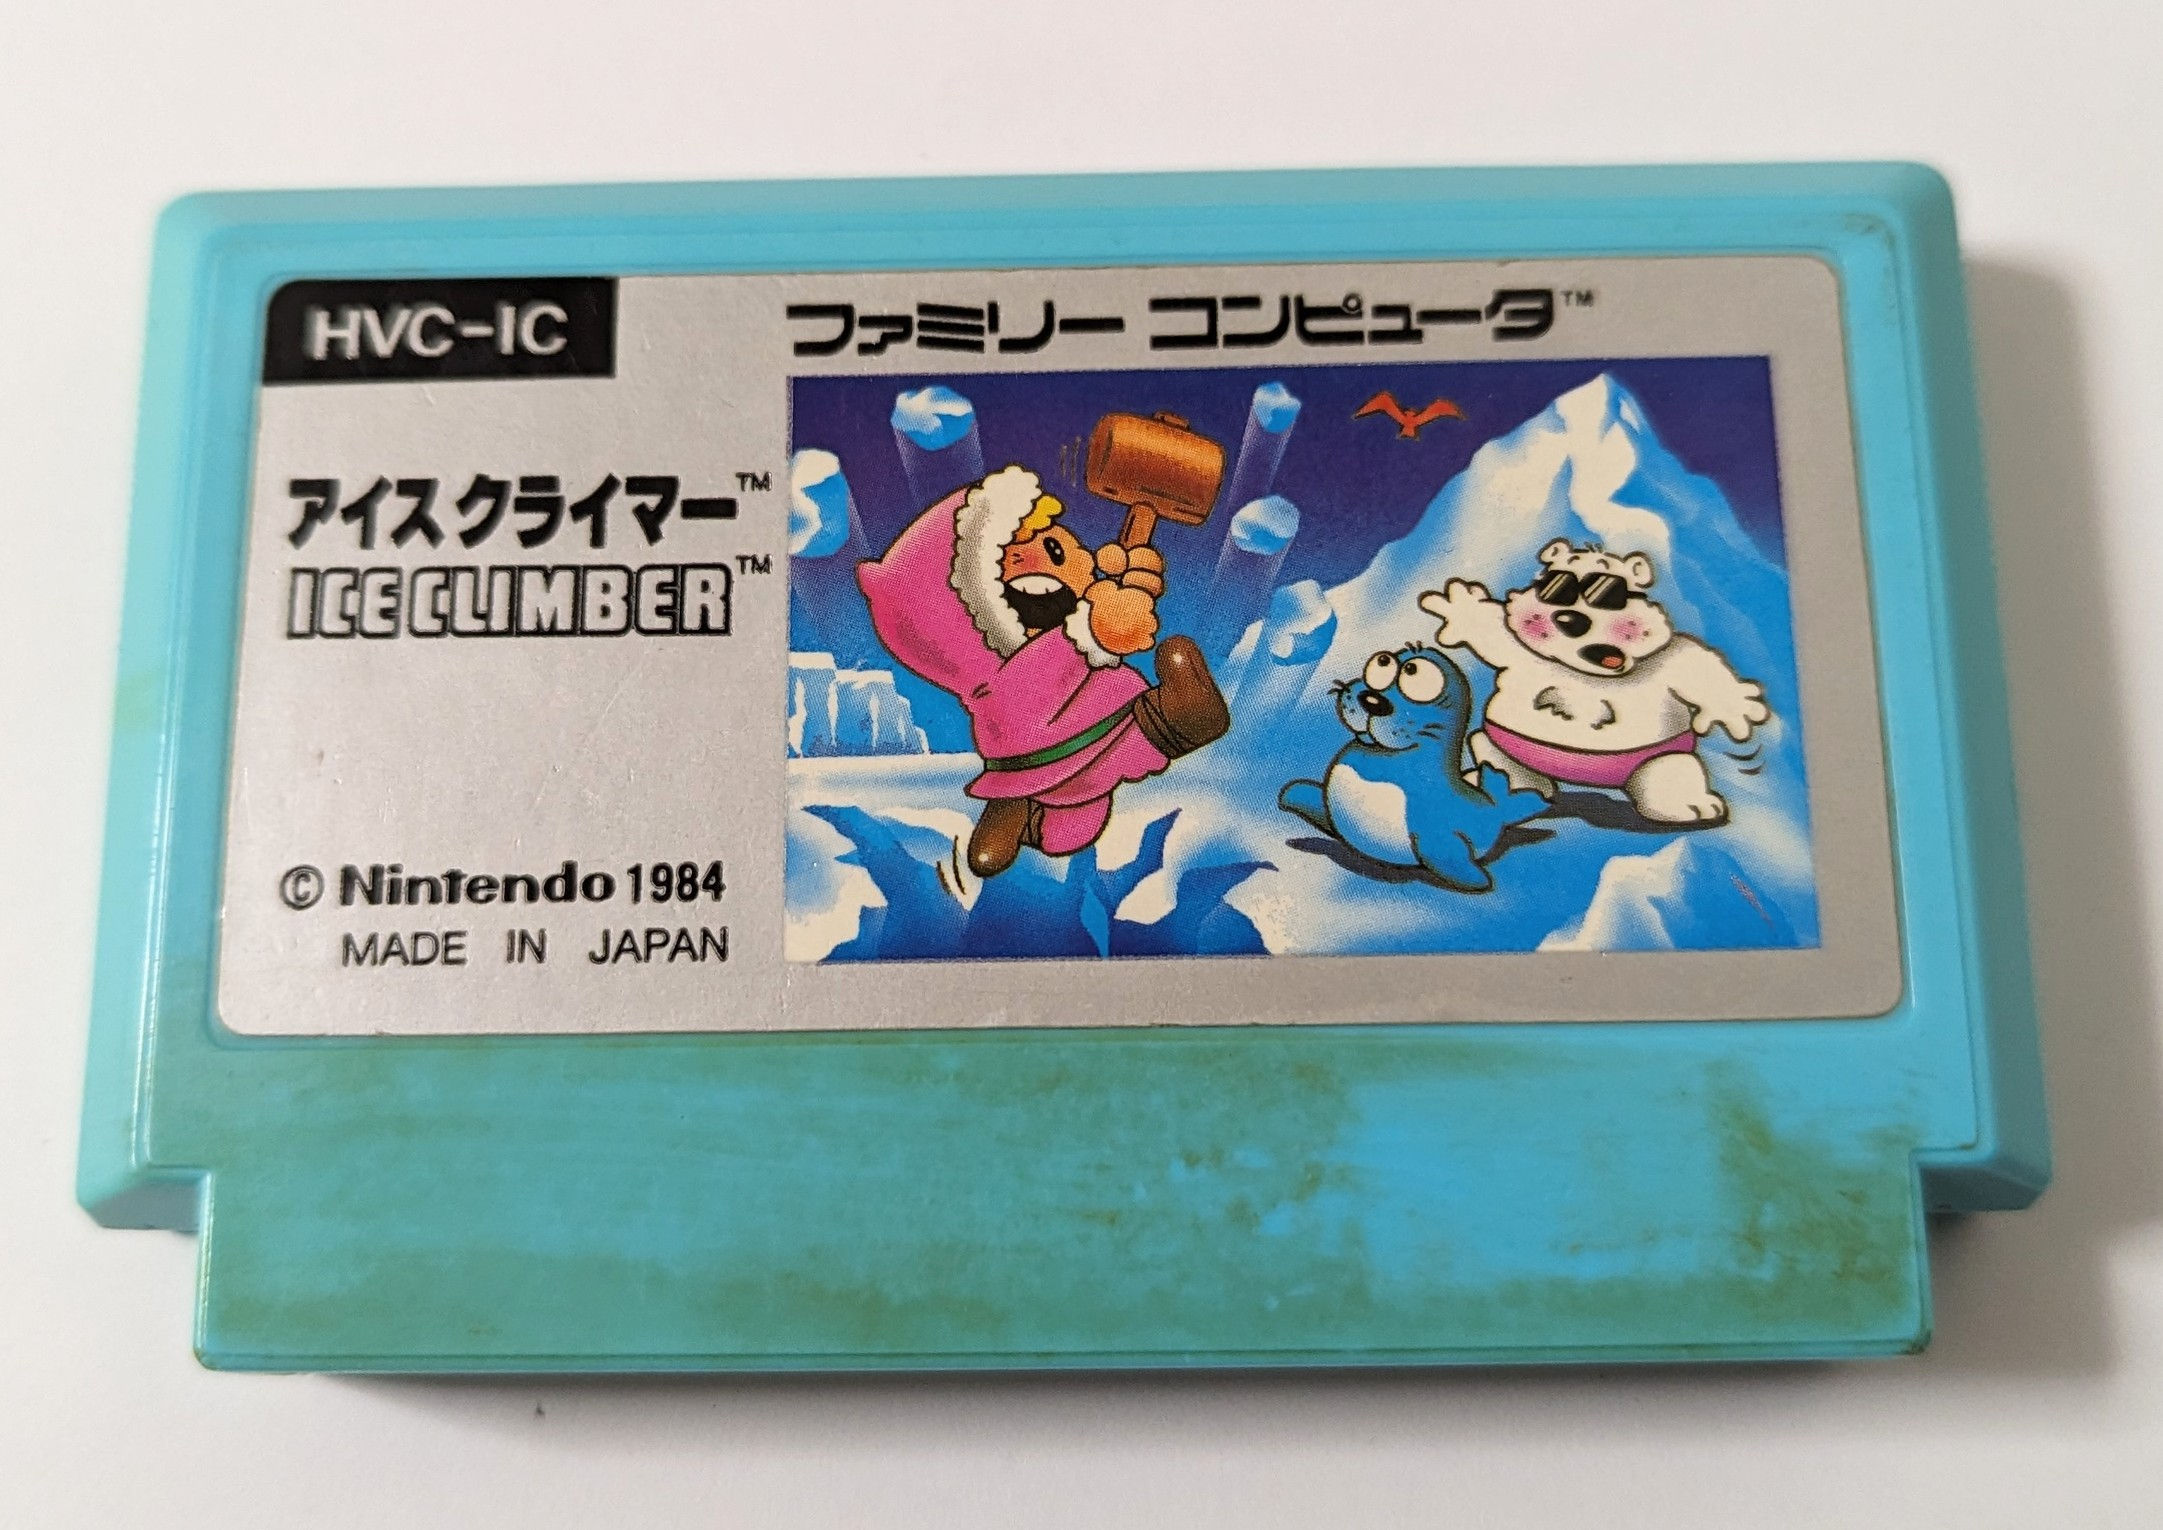 HVC-IC
ファミリー コンピュータ™
アイスクライマー™
ICE CLIMBER™
© Nintendo 1984
MADE IN JAPAN